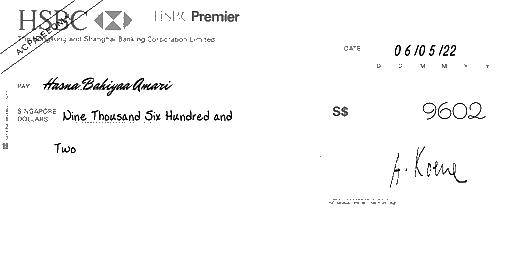 HSBC HSBC Premier
The Hongkong and Shanghai Banking Corporation Limited
AC PAYEE ONLY
DATE 06/05/22
D D M M Y Y
PAY Hasna Bahiyaa Amari
SINGAPORE DOLLARS Nine Thousand Six Hundred and
S$ 9602
Two
A. Koene